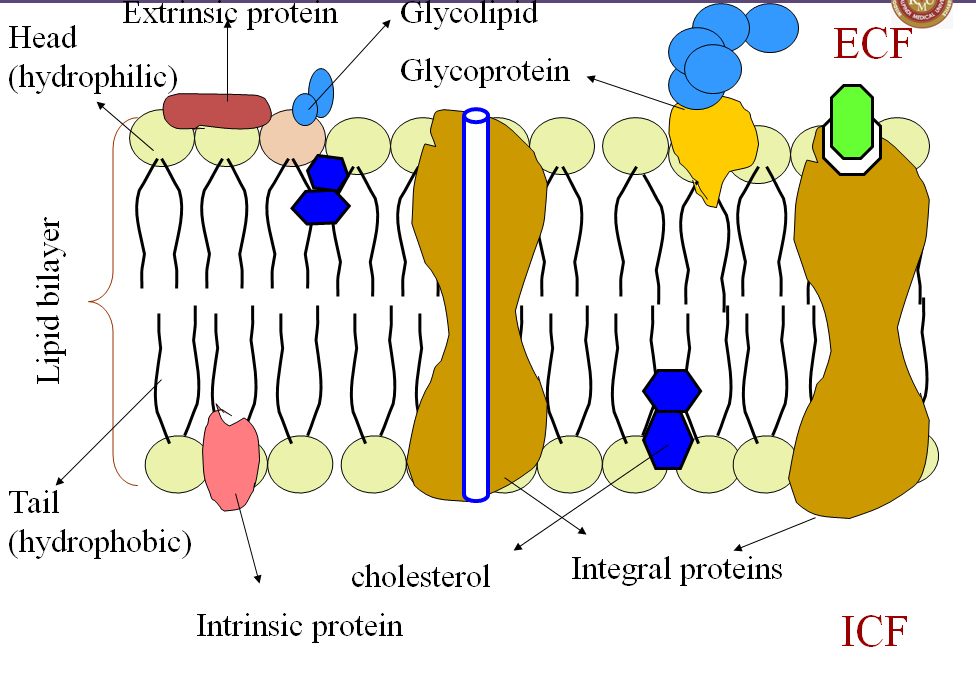 Extrinsic protein
Glycolipid
Head
(hydrophilic)
ECF
Glycoprotein
Lipid bilayer
Tail
(hydrophobic)
cholesterol
Integral proteins
Intrinsic protein
ICF